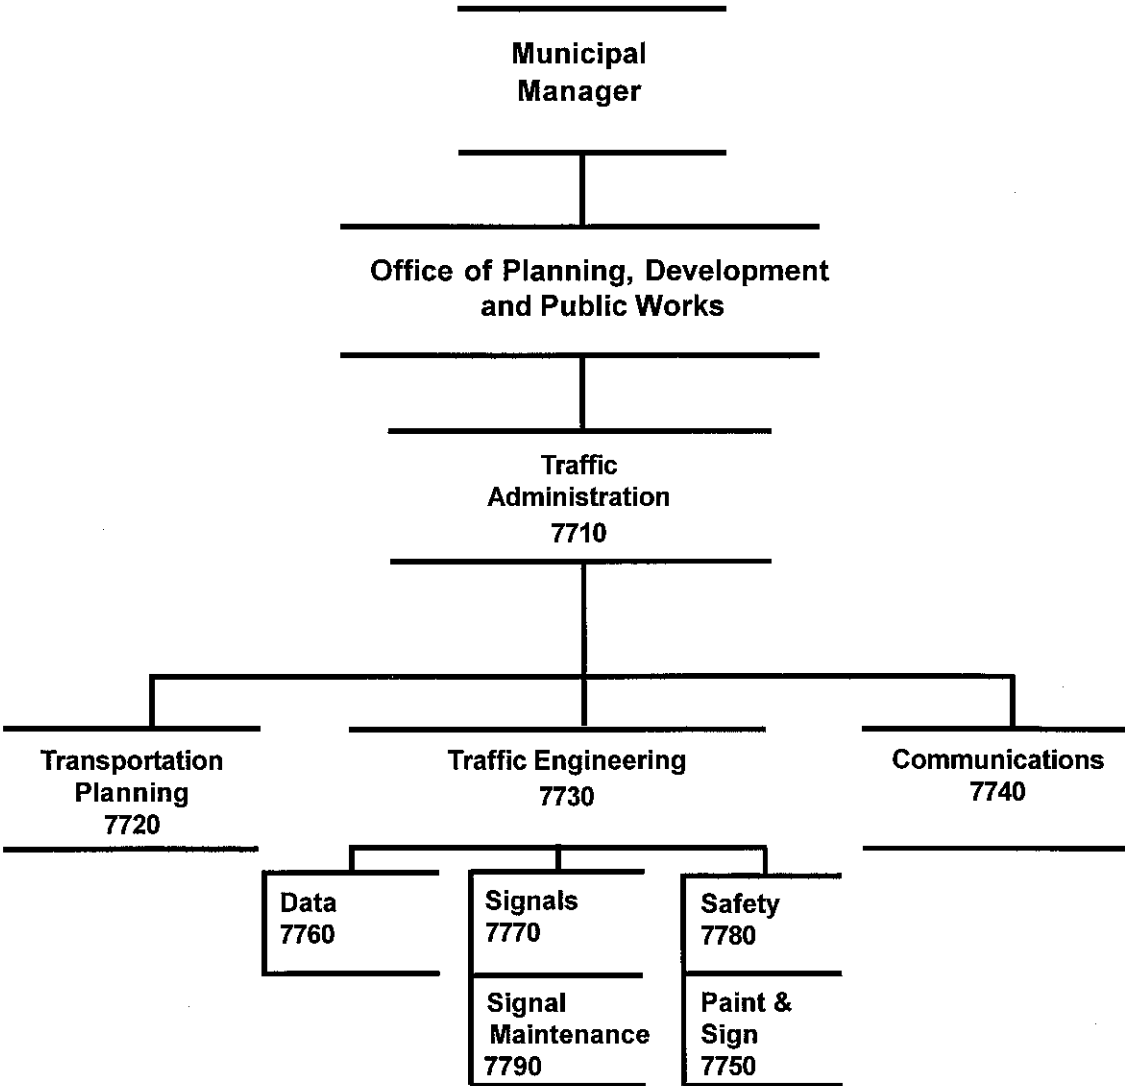 Municipal
Manager
Office of Planning, Development
and Public Works
Traffic
Administration
7710
Transportation
Planning
7720
Traffic Engineering
7730
Communications
7740
Data
7760
Signals
7770
Safety
7780
Signal
Maintenance
7790
Paint &
Sign
7750